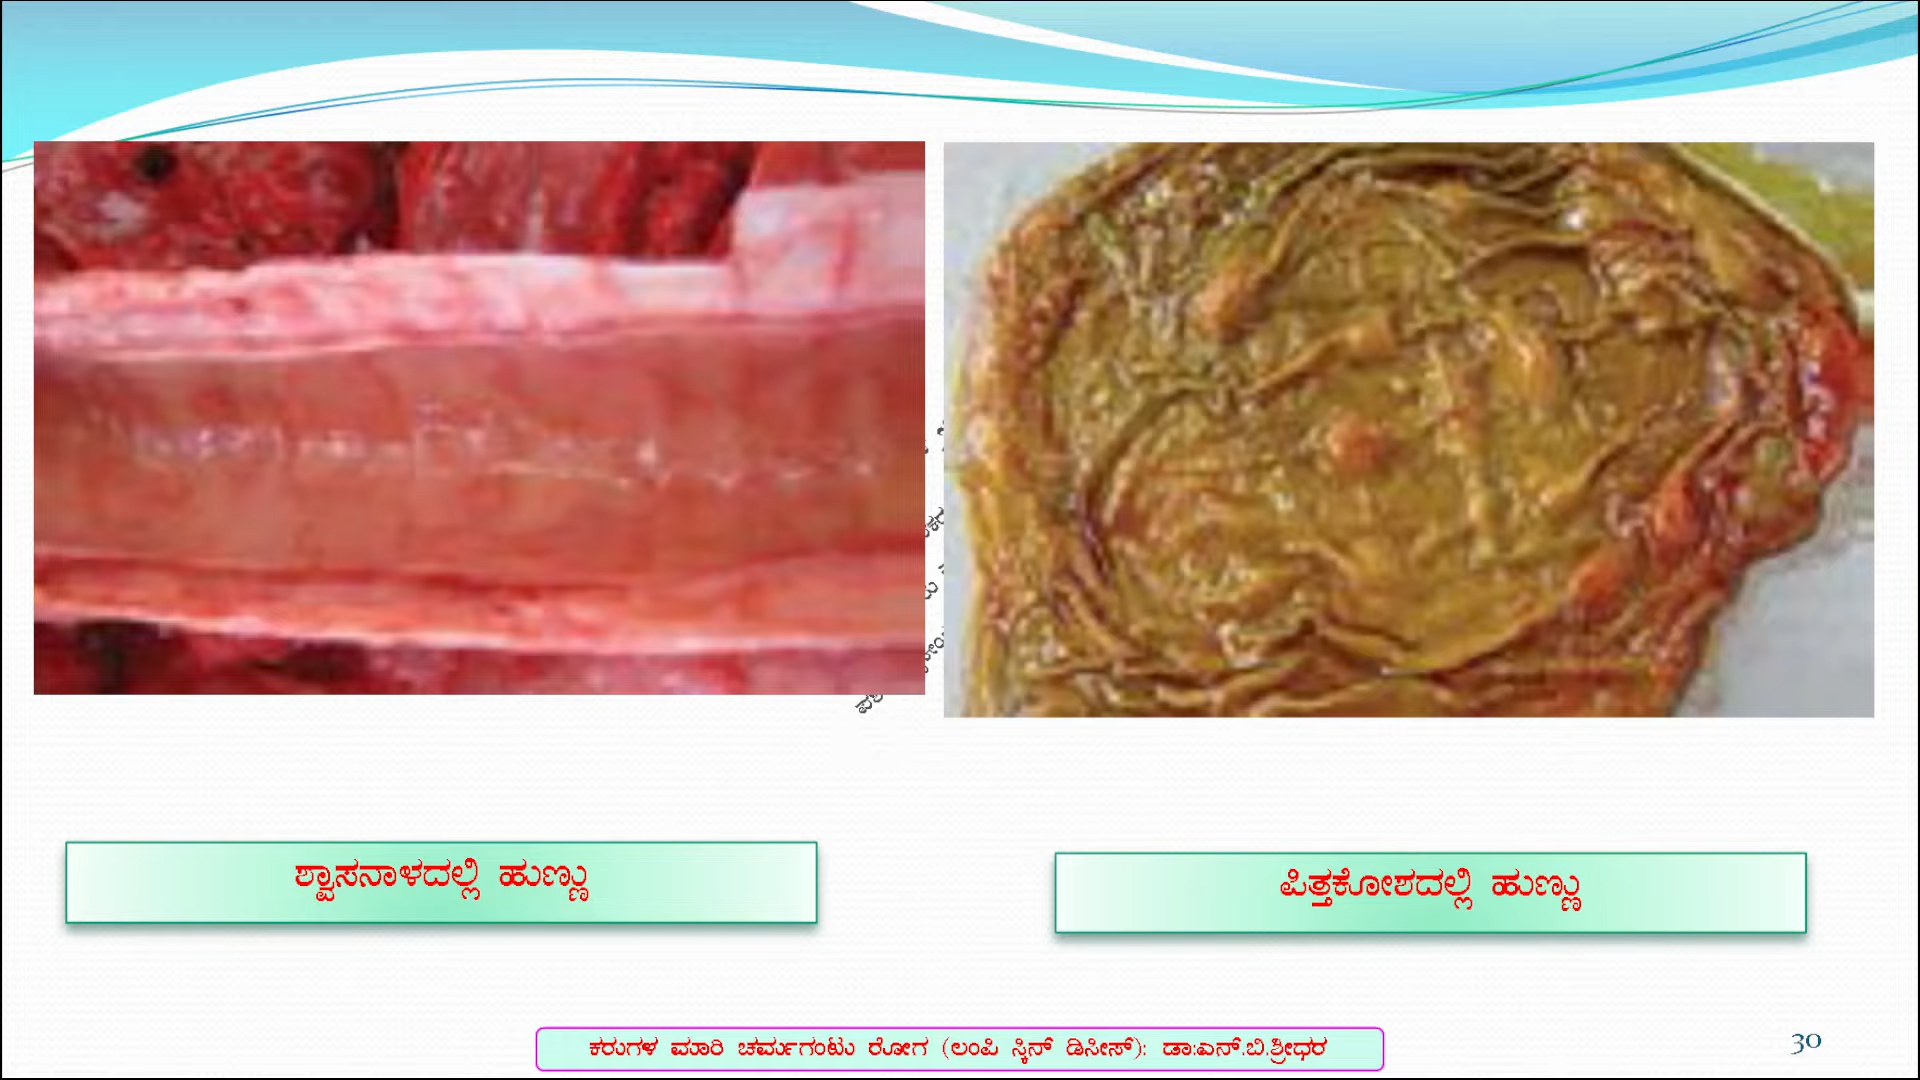 ಶ್ವಾಸನಾಳದಲ್ಲಿ ಹುಣ್ಣು
ಪಿತ್ತಕೋಶದಲ್ಲಿ ಹುಣ್ಣು
ಕರುಗಳ ಮಾರಿ ಚರ್ಮಗಂಟು ರೋಗ (ಲಂಪಿ ಸ್ಕಿನ್ ಡಿಸೀಸ್): ಡಾ:ಎನ್.ಬಿ.ಶ್ರೀಧರ
30